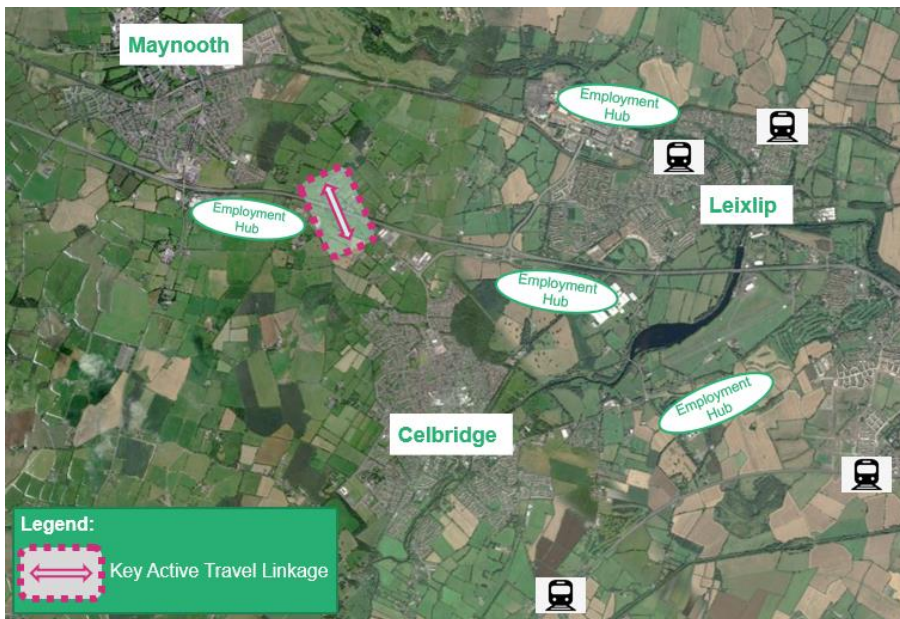 Maynooth
Employment
Hub
Leixlip
Employment
Hub
Employment
Hub
Employment
Hub
Celbridge
Legend:
Key Active Travel Linkage